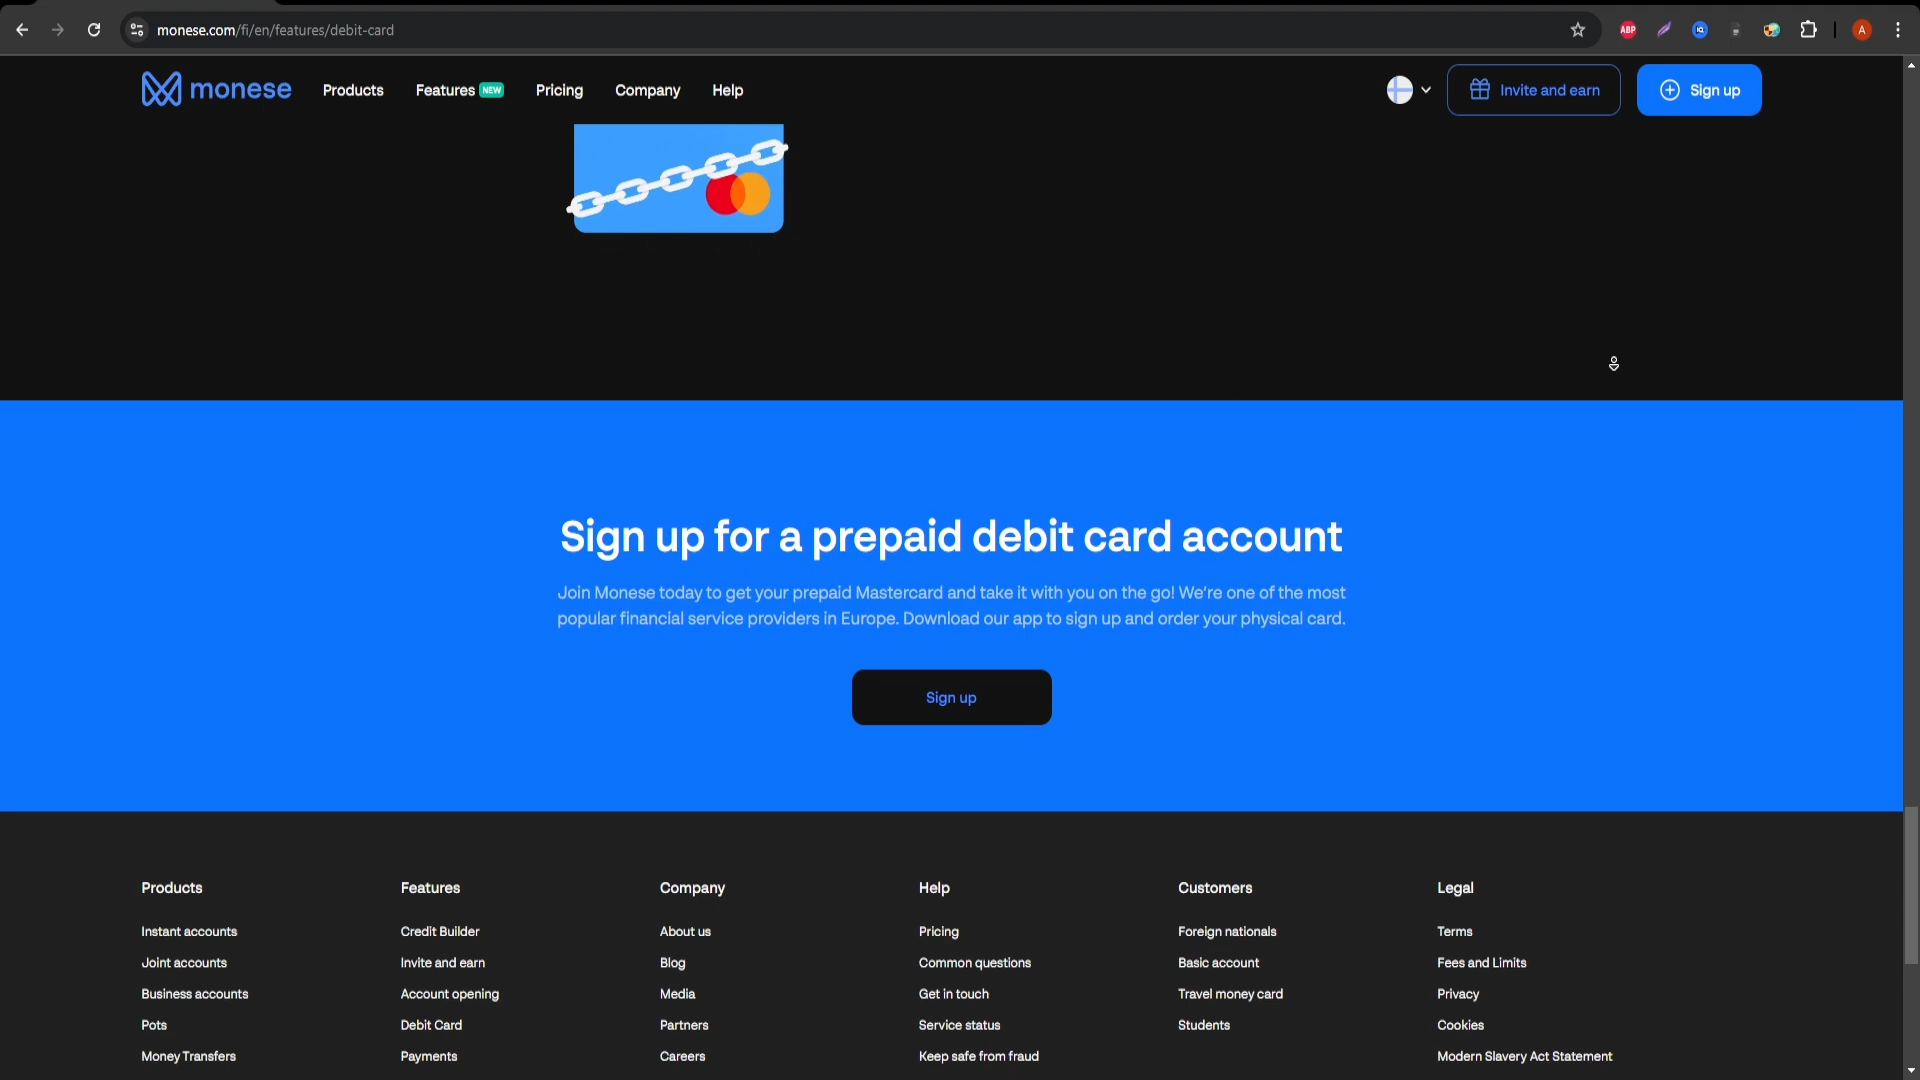 monese.com/fi/en/features/debit-card
ABP
A
monese
Products
Features NEW
Pricing
Company
Help
Invite and earn
Sign up
Sign up for a prepaid debit card account
Join Monese today to get your prepaid Mastercard and take it with you on the go! We're one of the most
popular financial service providers in Europe. Download our app to sign up and order your physical card.
Sign up
Products
Instant accounts
Joint accounts
Business accounts
Pots
Money Transfers
Features
Credit Builder
Invite and earn
Account opening
Debit Card
Payments
Company
About us
Blog
Media
Partners
Careers
Help
Pricing
Common questions
Get in touch
Service status
Keep safe from fraud
Customers
Foreign nationals
Basic account
Travel money card
Students
Legal
Terms
Fees and Limits
Privacy
Cookies
Modern Slavery Act Statement